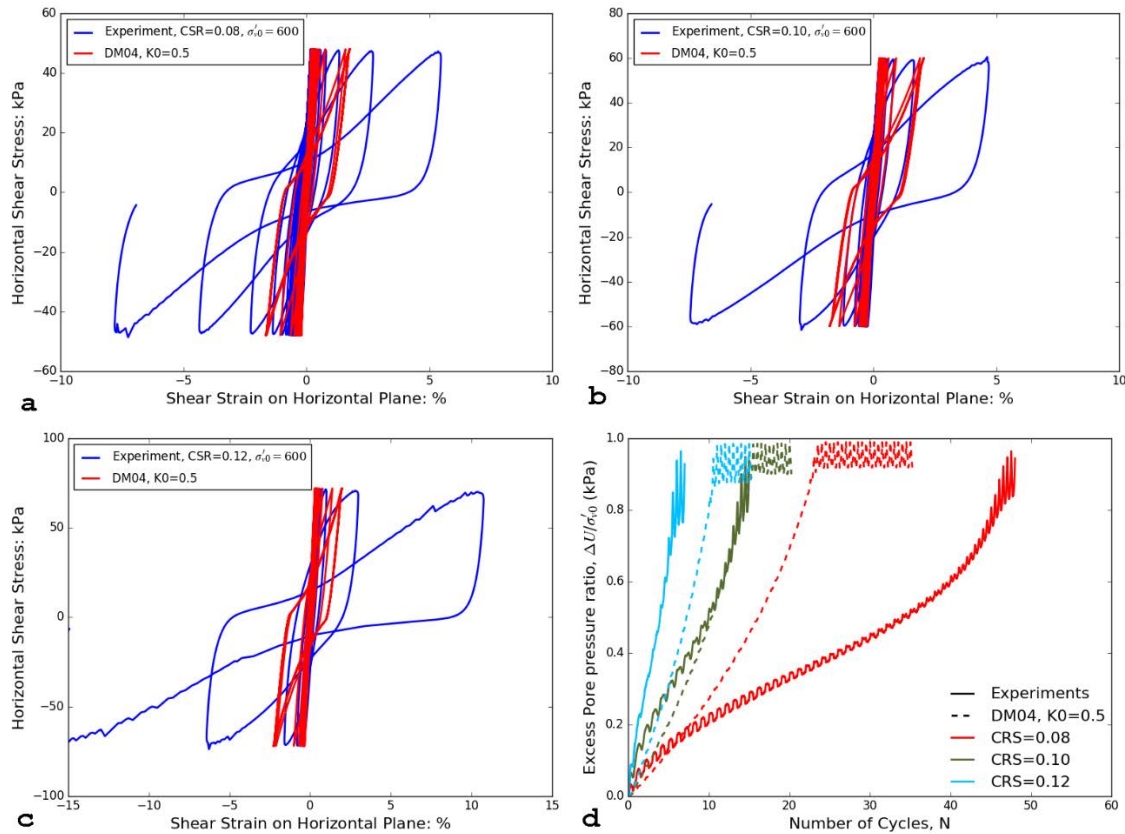 Experiment, CSR=0.08, σ′v0 = 600
DM04, K0=0.5
60
40
20
0
−20
−40
−60
Horizontal Shear Stress: kPa
−10
−5
0
5
10
Shear Strain on Horizontal Plane: %
a
Experiment, CSR=0.10, σ′v0 = 600
DM04, K0=0.5
80
60
40
20
0
−20
−40
−60
−80
Horizontal Shear Stress: kPa
−10
−5
0
5
10
Shear Strain on Horizontal Plane: %
b
Experiment, CSR=0.12, σ′v0 = 600
DM04, K0=0.5
100
50
0
−50
−100
Horizontal Shear Stress: kPa
−15
−10
−5
0
5
10
15
Shear Strain on Horizontal Plane: %
c
1.0
0.8
0.6
0.4
0.2
0.0
Excess Pore pressure ratio, ΔU/σ′v0 (kPa)
Experiments
DM04, K0=0.5
CRS=0.08
CRS=0.10
CRS=0.12
0
10
20
30
40
50
60
Number of Cycles, N
d